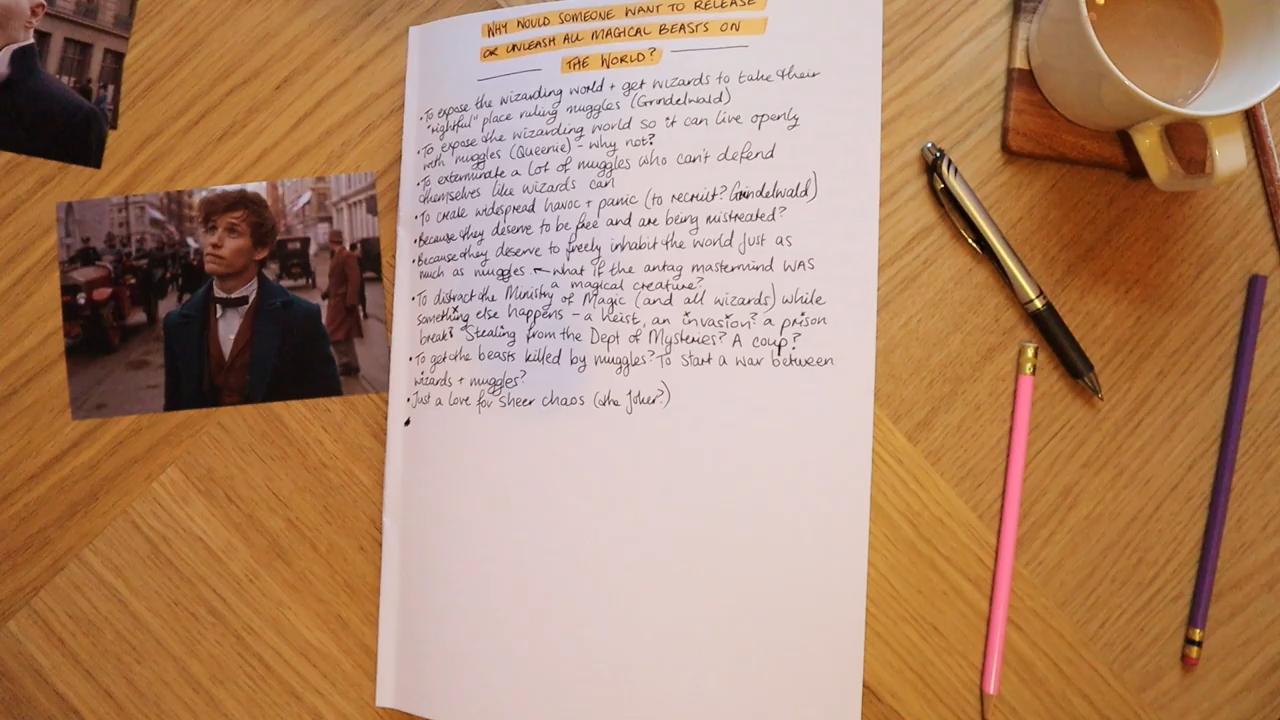 WHY WOULD SOMEONE WANT TO RELEASE
OR UNLEASH ALL MAGICAL BEASTS ON
THE WORLD?
• To expose the wizarding world + get wizards to take their
"rightful" place ruling muggles (Grindelwald)
• To expose the wizarding world so it can live openly
with muggles (Queenie) - why not?
• To exterminate a lot of muggles who can't defend
themselves like wizards can
• To create widespread havoc + panic (to recruit? Grindelwald)
• Because they deserve to be free and are being mistreated?
• Because they deserve to freely inhabit the world just as
much as muggles ← what if the antag mastermind WAS
a magical creature?
• To distract the Ministry of Magic (and all wizards) while
something else happens - a heist, an invasion? a prison
break? Stealing from the Dept of Mysteries? A coup?
• To get the beasts killed by muggles? To start a war between
wizards + muggles?
• Just a love for sheer chaos (the Joker?)